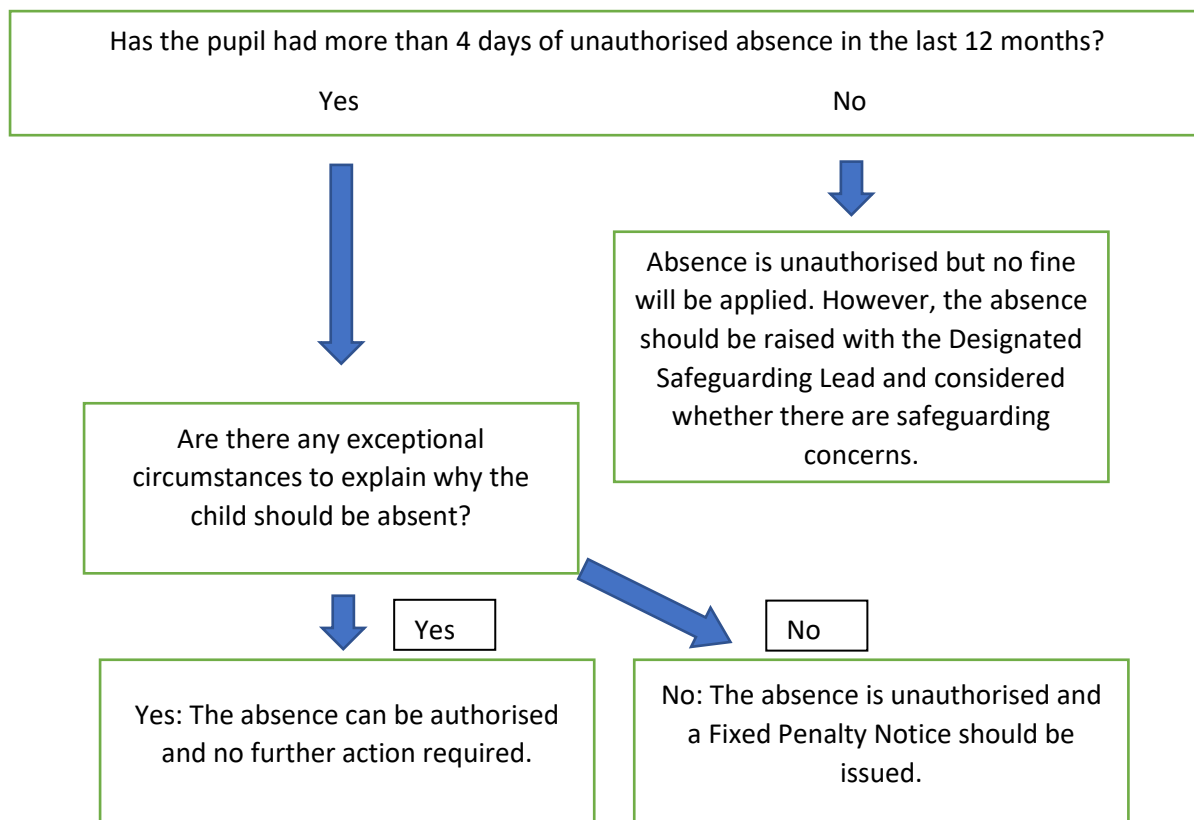 Has the pupil had more than 4 days of unauthorised absence in the last 12 months?
Yes No
Absence is unauthorised but no fine
will be applied. However, the absence
should be raised with the Designated
Safeguarding Lead and considered
whether there are safeguarding
concerns.
Are there any exceptional
circumstances to explain why the
child should be absent?
Yes
No
Yes: The absence can be authorised
and no further action required.
No: The absence is unauthorised and
a Fixed Penalty Notice should be
issued.